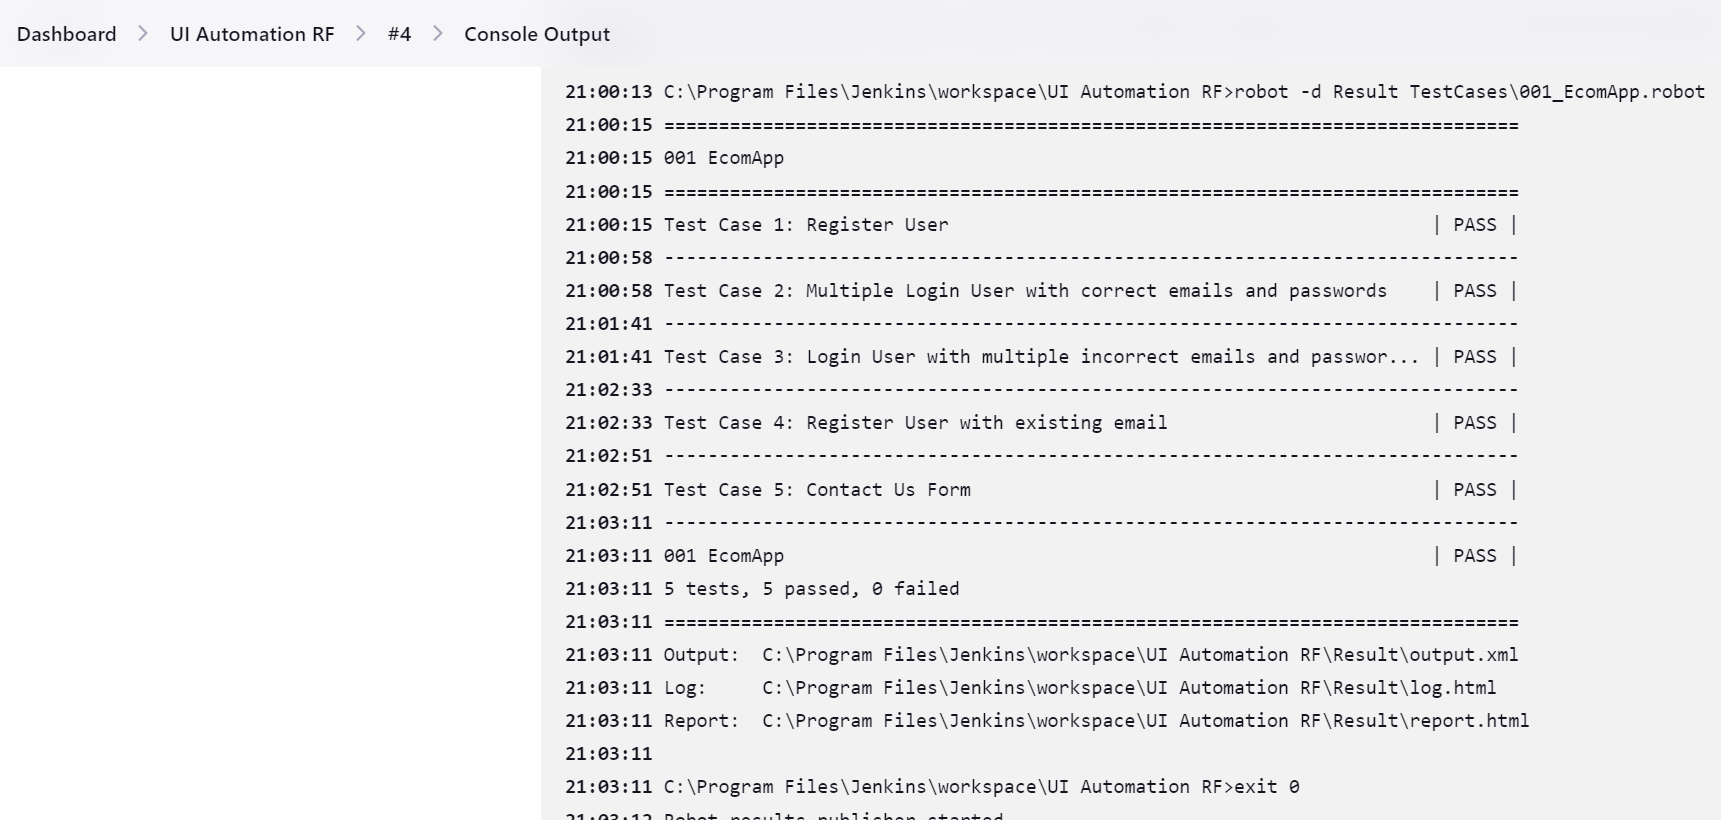 Dashboard > UI Automation RF > #4 > Console Output
21:00:13 C:\Program Files\Jenkins\workspace\UI Automation RF>robot -d Result TestCases\001_EcomApp.robot
21:00:15 ==============================================================================
21:00:15 001 EcomApp
21:00:15 ==============================================================================
21:00:15 Test Case 1: Register User                                            | PASS |
21:00:58 ------------------------------------------------------------------------------
21:00:58 Test Case 2: Multiple Login User with correct emails and passwords    | PASS |
21:01:41 ------------------------------------------------------------------------------
21:01:41 Test Case 3: Login User with multiple incorrect emails and passwor... | PASS |
21:02:33 ------------------------------------------------------------------------------
21:02:33 Test Case 4: Register User with existing email                        | PASS |
21:02:51 ------------------------------------------------------------------------------
21:02:51 Test Case 5: Contact Us Form                                          | PASS |
21:03:11 ------------------------------------------------------------------------------
21:03:11 001 EcomApp                                                           | PASS |
21:03:11 5 tests, 5 passed, 0 failed
21:03:11 ==============================================================================
21:03:11 Output:  C:\Program Files\Jenkins\workspace\UI Automation RF\Result\output.xml
21:03:11 Log:     C:\Program Files\Jenkins\workspace\UI Automation RF\Result\log.html
21:03:11 Report:  C:\Program Files\Jenkins\workspace\UI Automation RF\Result\report.html
21:03:11
21:03:11 C:\Program Files\Jenkins\workspace\UI Automation RF>exit 0
21:03:12 Robot results publisher started